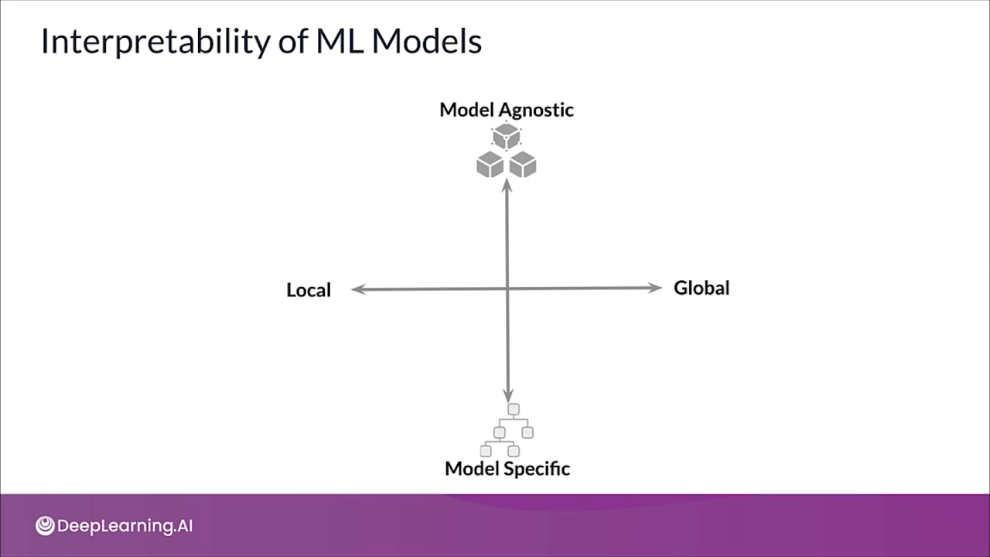 Interpretability of ML Models
Model Agnostic
Local
Global
Model Specific
DeepLearning.AI